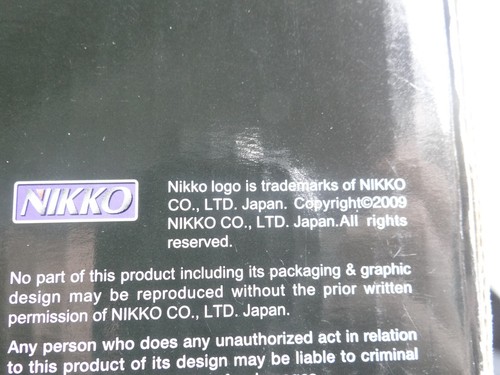 NIKKO
Nikko logo is trademarks of NIKKO
CO., LTD. Japan. Copyright©2009
NIKKO CO., LTD. Japan.All rights
reserved.
No part of this product including its packaging & graphic
design may be reproduced without the prior written
permission of NIKKO CO., LTD. Japan.
Any person who does any unauthorized act in relation
to this product of its design may be liable to criminal